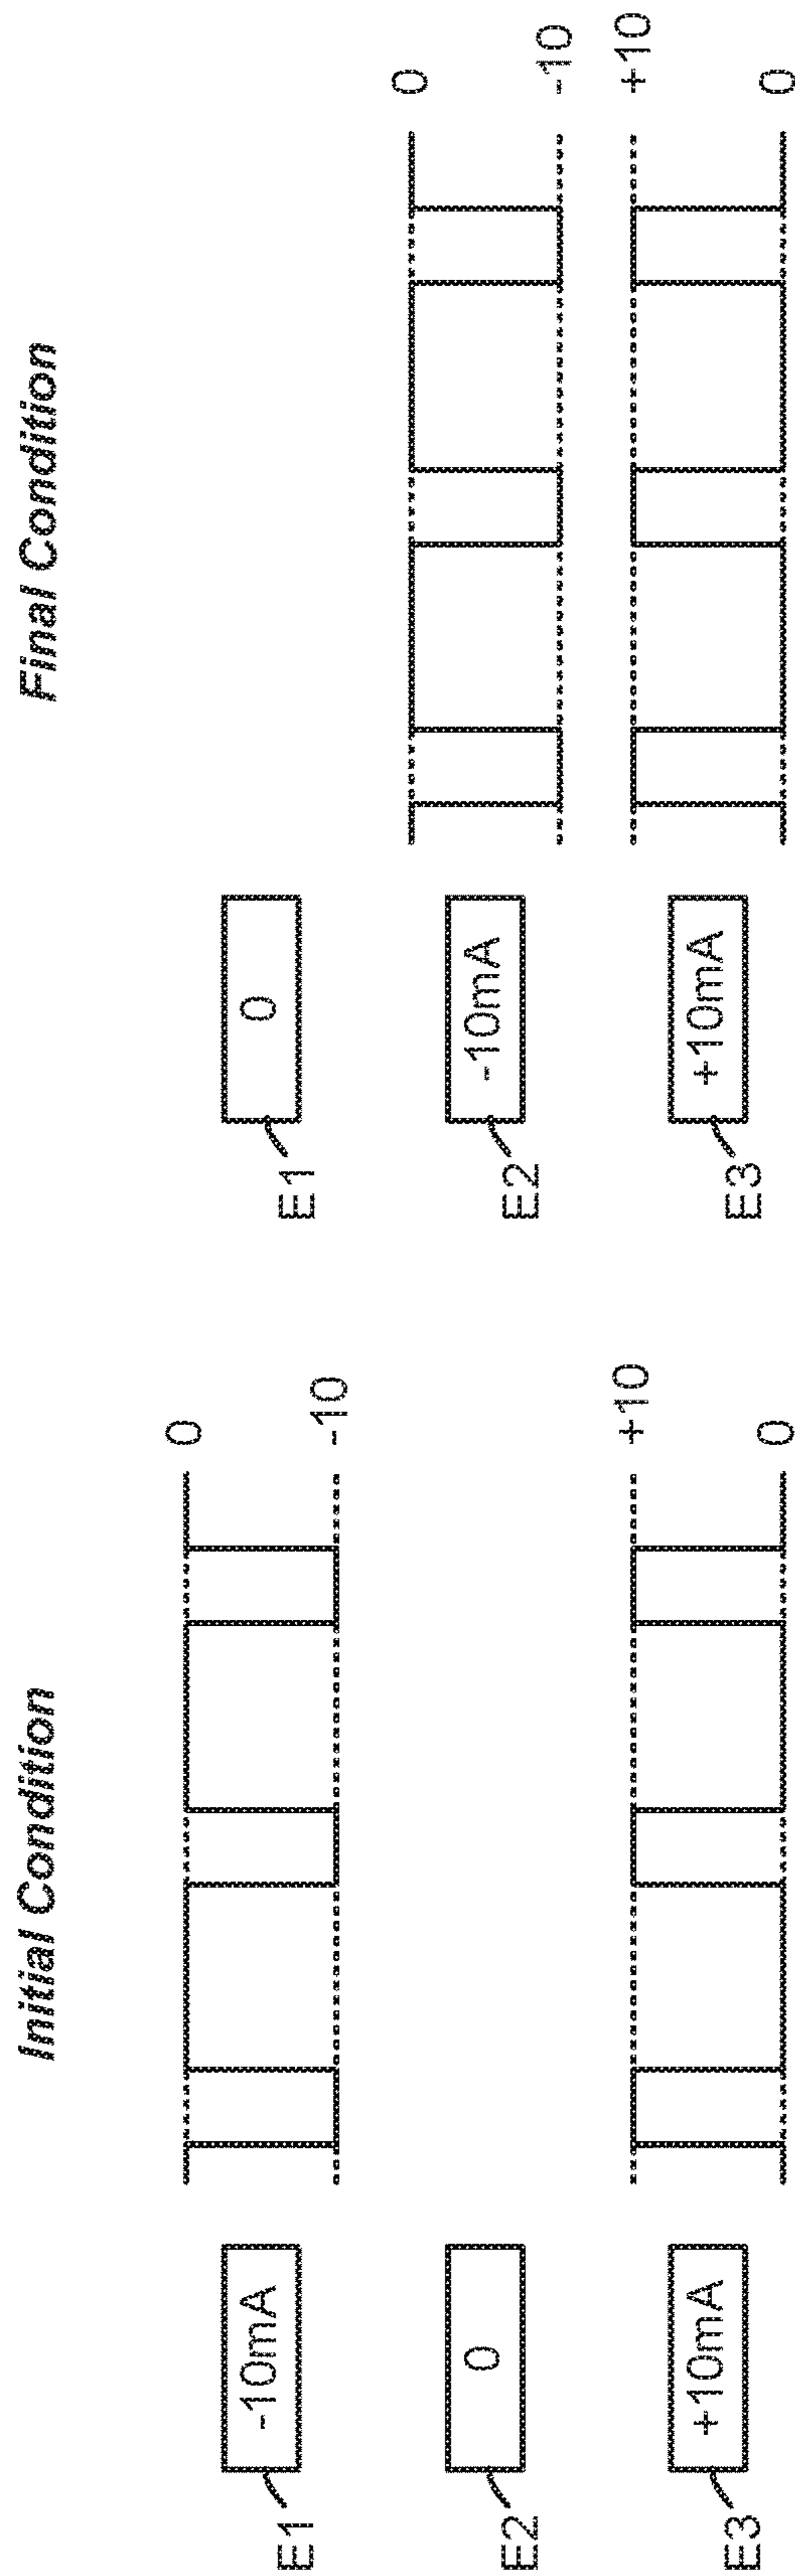 Initial Condition
E1
-10mA
0
-10
E2
0
E3
+10mA
+10
0
Final Condition
E1
0
E2
-10mA
0
-10
E3
+10mA
+10
0